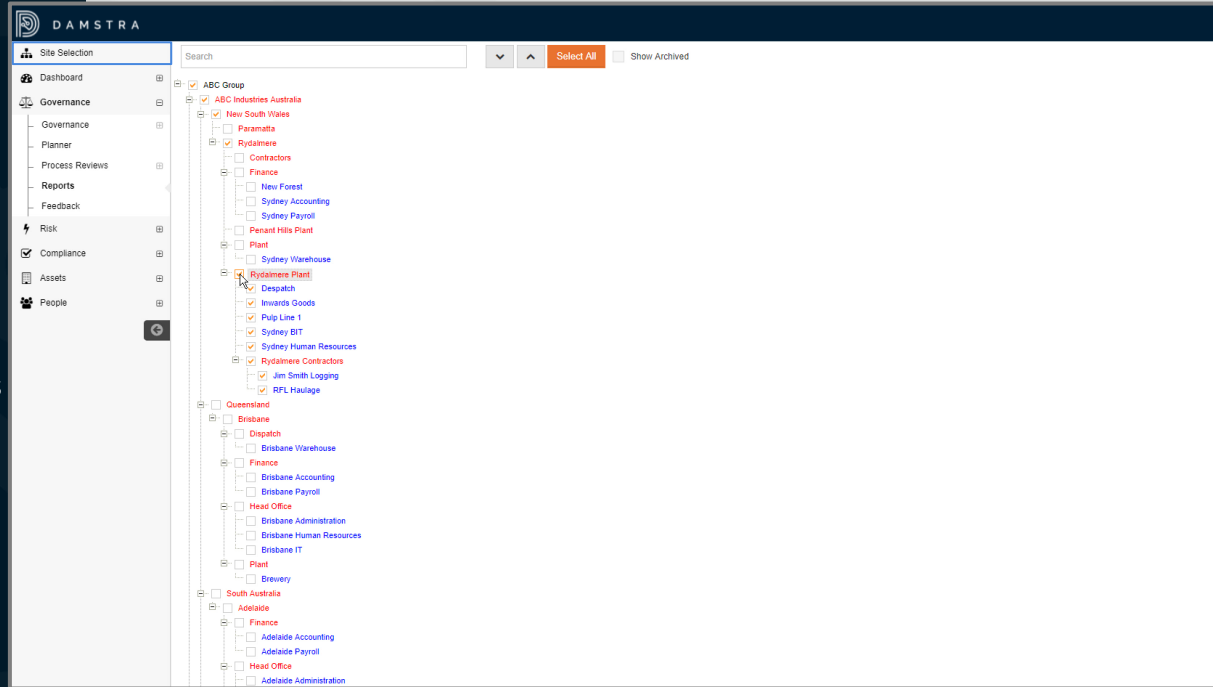 DAMSTRA
Site Selection
Dashboard
Governance
Governance
Planner
Process Reviews
Reports
Feedback
Risk
Compliance
Assets
People
Search
Select All
Show Archived
ABC Group
ABC Industries Australia
New South Wales
Paramatta
Rydalmere
Contractors
Finance
New Forest
Sydney Accounting
Sydney Payroll
Penant Hills Plant
Plant
Sydney Warehouse
Rydalmere Plant
Despatch
Inwards Goods
Pulp Line 1
Sydney BIT
Sydney Human Resources
Rydalmere Contractors
Jim Smith Logging
RFL Haulage
Queensland
Brisbane
Dispatch
Brisbane Warehouse
Finance
Brisbane Accounting
Brisbane Payroll
Head Office
Brisbane Administration
Brisbane Human Resources
Brisbane IT
Plant
Brewery
South Australia
Adelaide
Finance
Adelaide Accounting
Adelaide Payroll
Head Office
Adelaide Administration